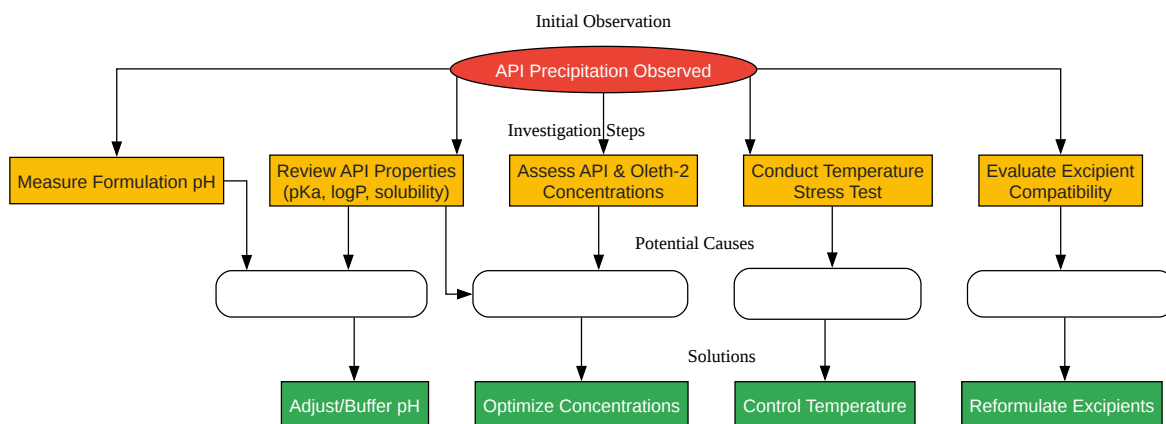 Initial Observation
API Precipitation Observed
Investigation Steps
Measure Formulation pH
Review API Properties
(pKa, logP, solubility)
Assess API & Oleth-2
Concentrations
Conduct Temperature
Stress Test
Evaluate Excipient
Compatibility
Potential Causes
Solutions
Adjust/Buffer pH
Optimize Concentrations
Control Temperature
Reformulate Excipients